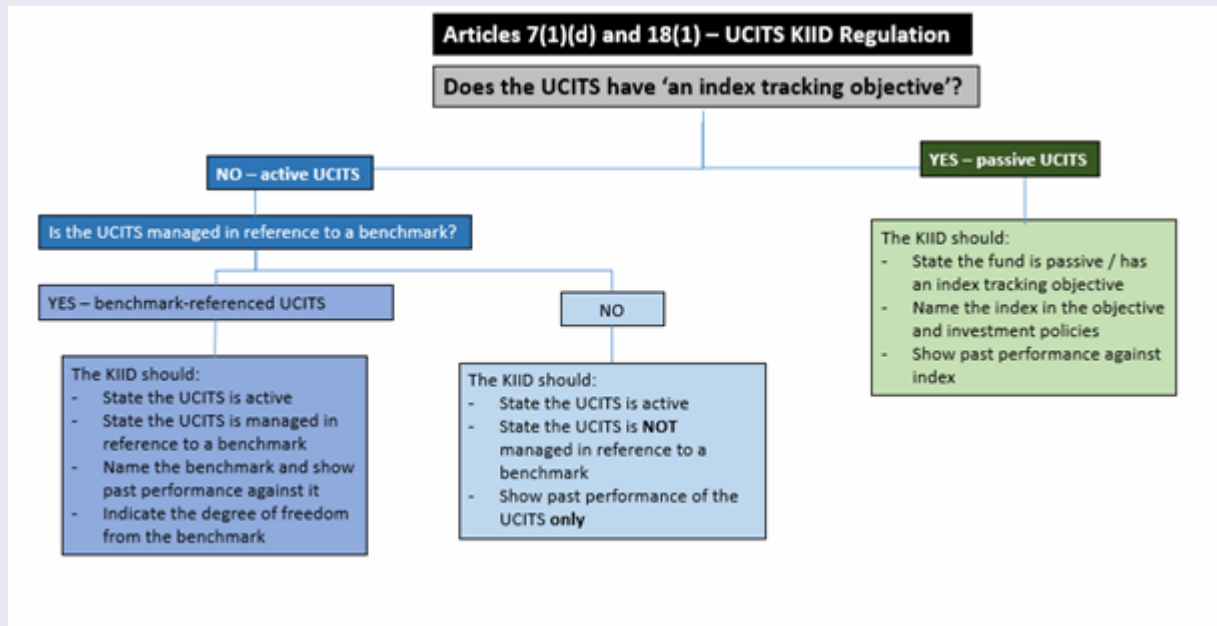 Articles 7(1)(d) and 18(1) – UCITS KIID Regulation
Does the UCITS have ‘an index tracking objective’?
NO – active UCITS
YES – passive UCITS
Is the UCITS managed in reference to a benchmark?
YES – benchmark-referenced UCITS
NO
The KIID should:
- State the UCITS is active
- State the UCITS is managed in
reference to a benchmark
- Name the benchmark and show
past performance against it
- Indicate the degree of freedom
from the benchmark
The KIID should:
- State the UCITS is active
- State the UCITS is NOT
managed in reference to a
benchmark
- Show past performance of the
UCITS only
The KIID should:
- State the fund is passive / has
an index tracking objective
- Name the index in the objective
and investment policies
- Show past performance against
index